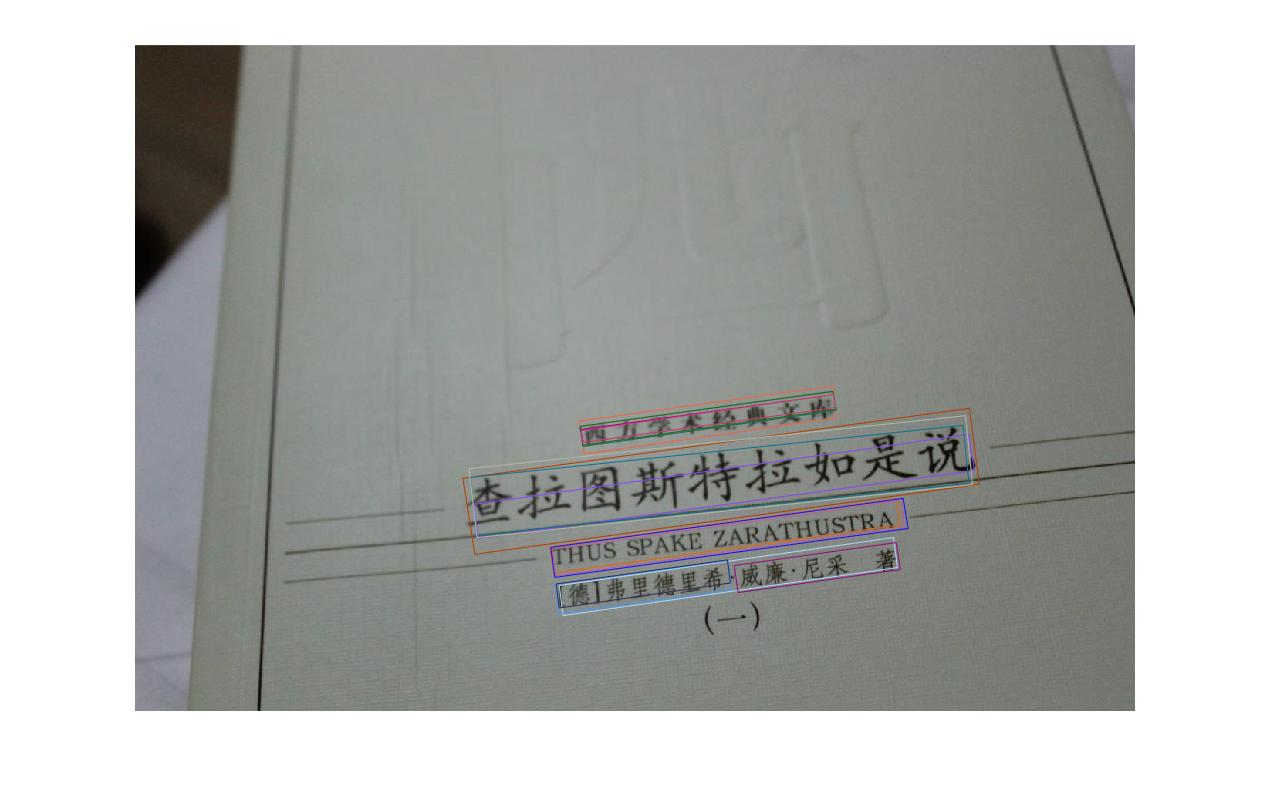 西方学术经典文库
查拉图斯特拉如是说
THUS SPAKE ZARATHUSTRA
[德]弗里德里希·威廉·尼采 著
(一)